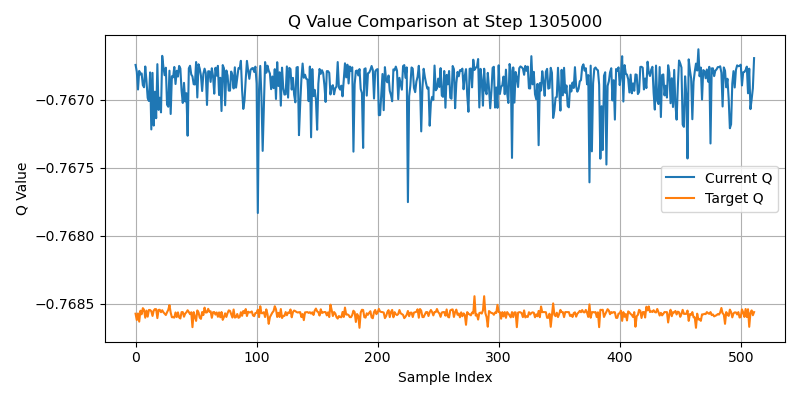 Q Value Comparison at Step 1305000
Q Value
−0.7670
−0.7675
−0.7680
−0.7685
Current Q
Target Q
0
100
200
300
400
500
Sample Index